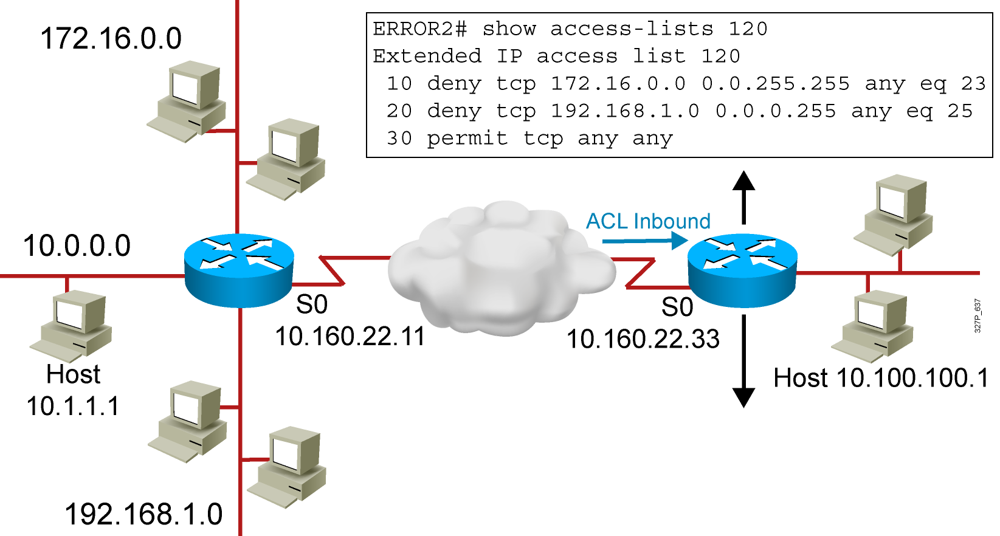 172.16.0.0
ERROR2# show access-lists 120
Extended IP access list 120
10 deny tcp 172.16.0.0 0.0.255.255 any eq 23
20 deny tcp 192.168.1.0 0.0.0.255 any eq 25
30 permit tcp any any
ACL Inbound
10.0.0.0
S0
10.160.22.11
S0
10.160.22.33
327P_637
Host
10.1.1.1
Host 10.100.100.1
192.168.1.0